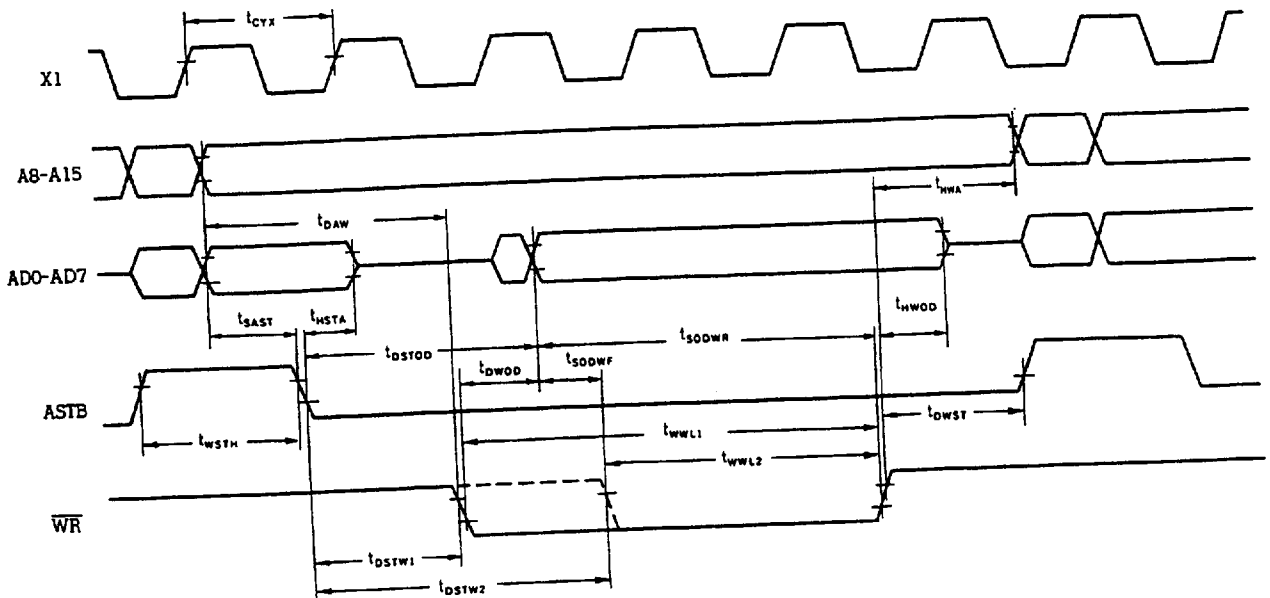 tCYX
X1
A8-A15
tHWA
tDAW
AD0-AD7
tSAST
tHSTA
tHWOD
tDSTOD
tSODWR
tDWOD
tSODWF
ASTB
tDWST
tWSTH
tWWL1
tWWL2
WR
tDSTW1
tDSTW2